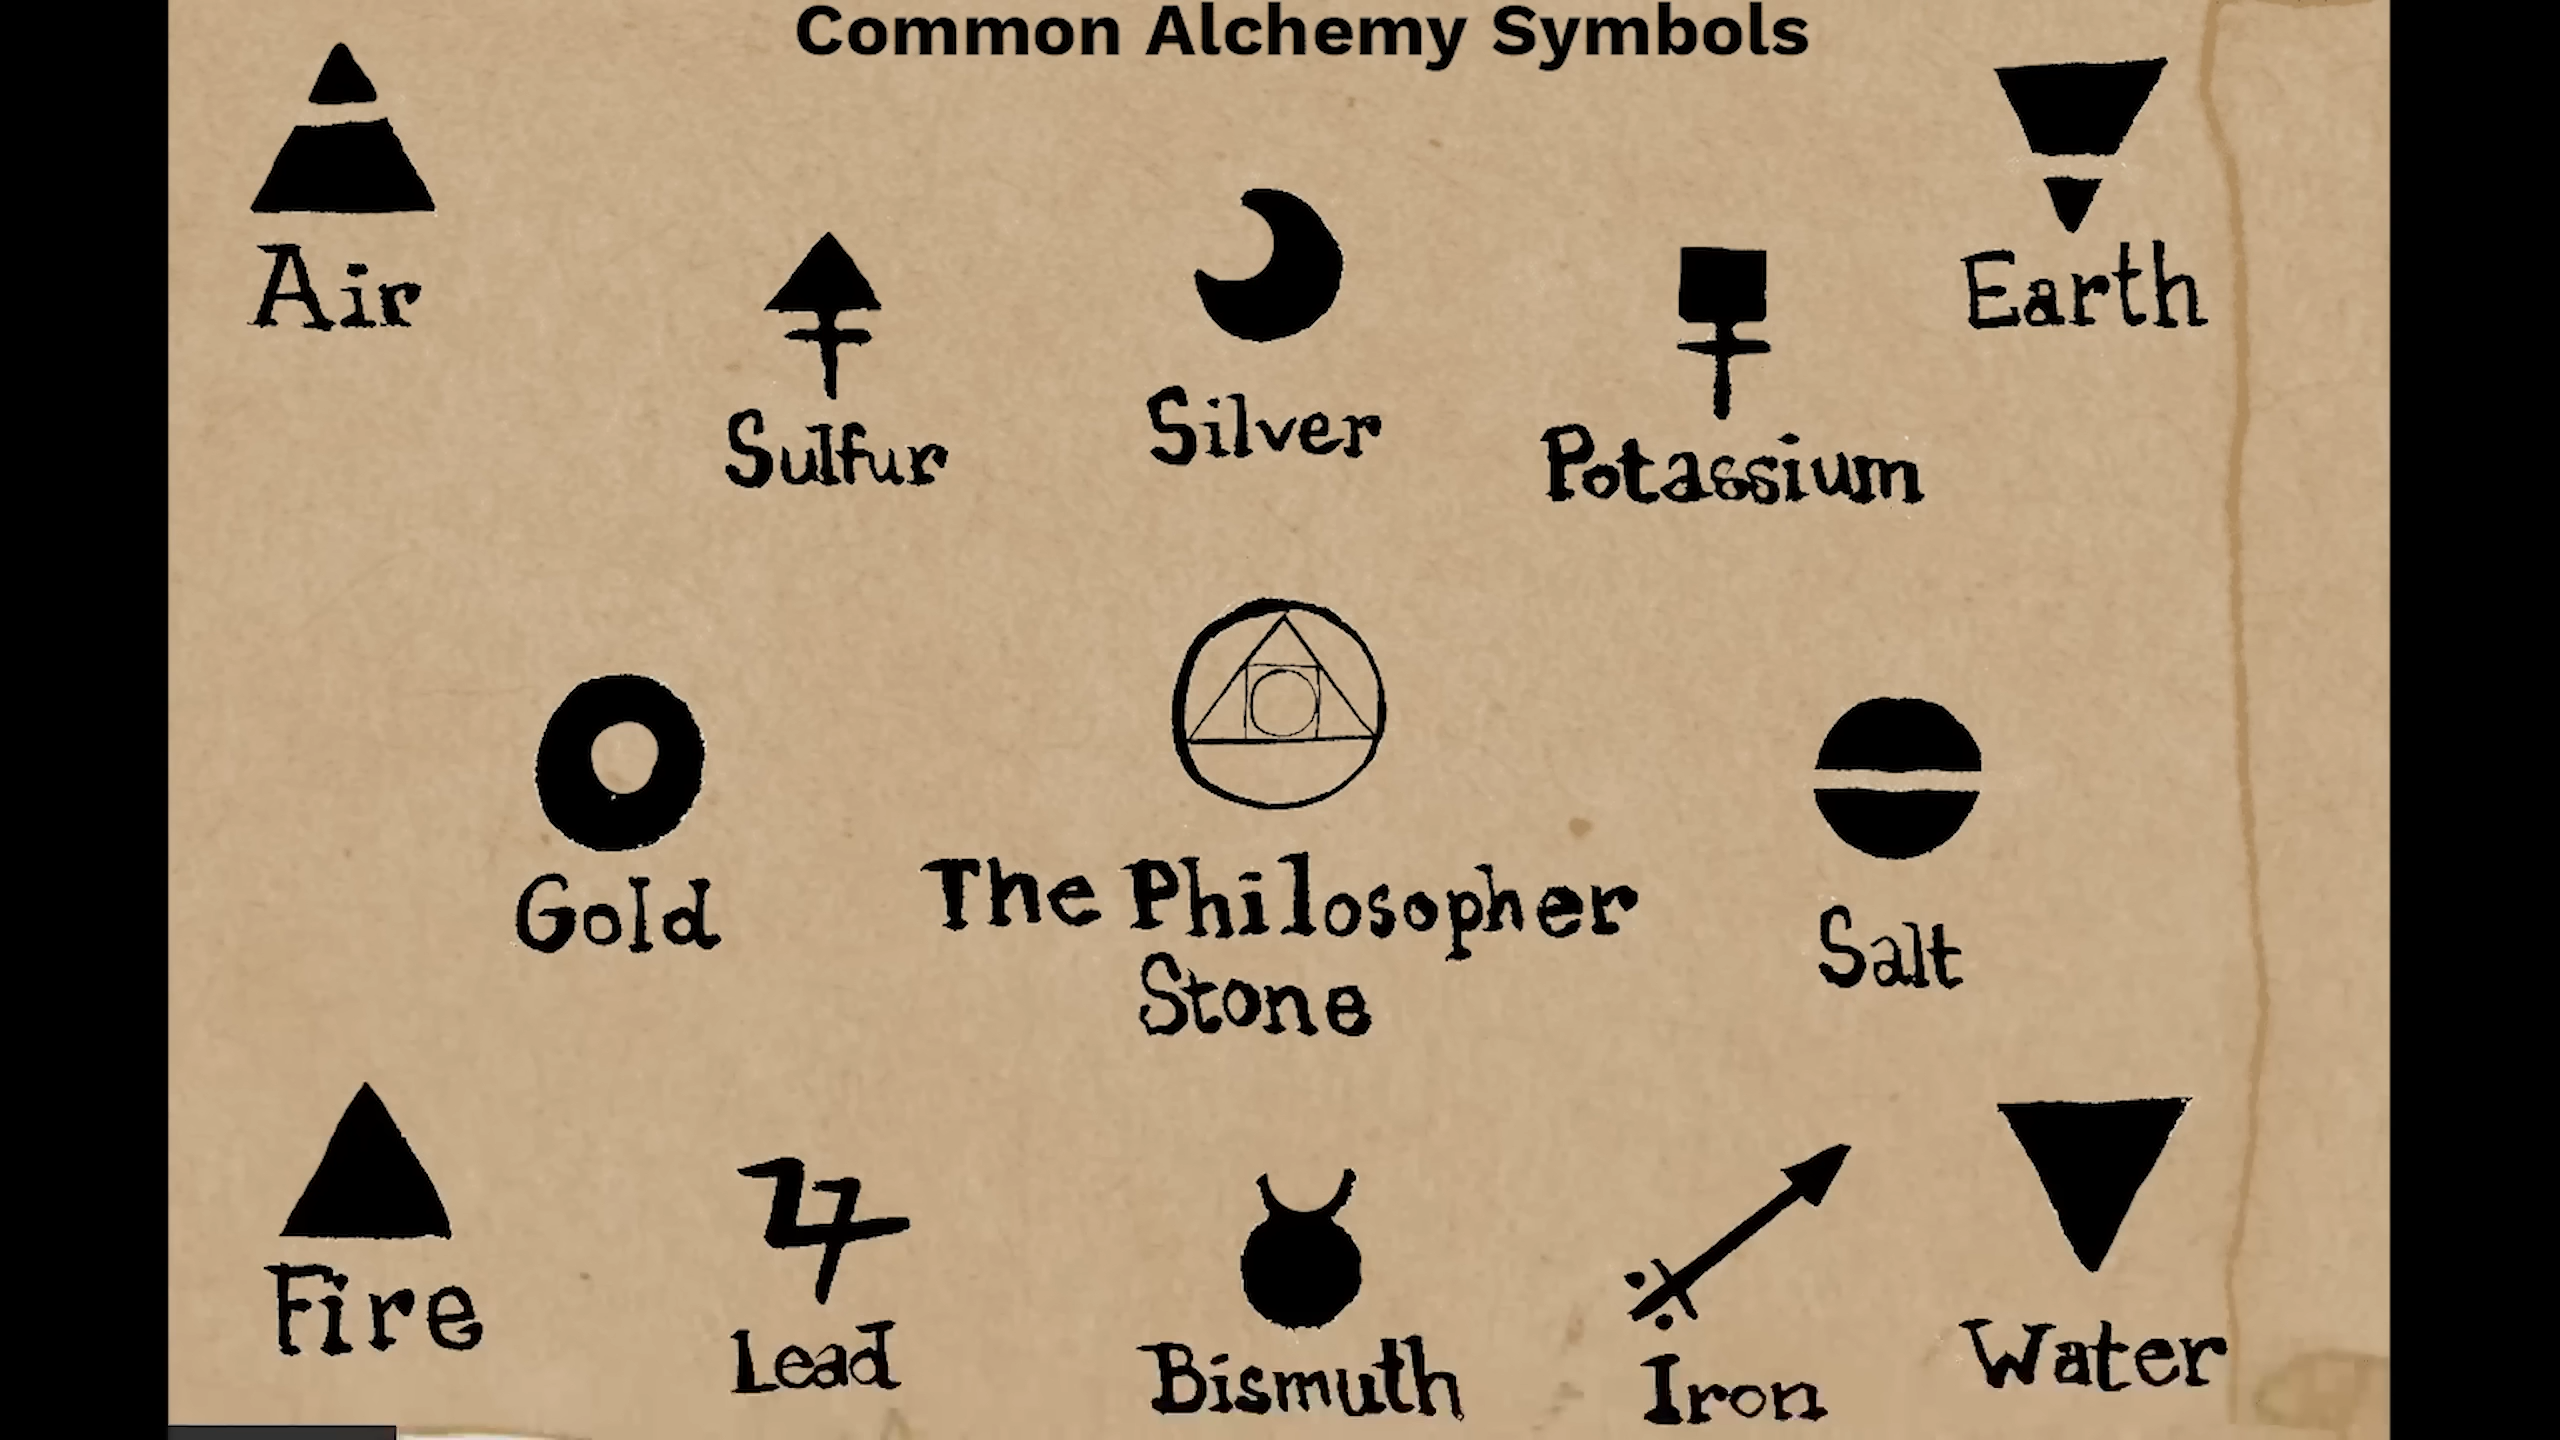 Common Alchemy Symbols
Air
Earth
Sulfur
Silver
Potassium
Gold
The Philosopher
Stone
Salt
Fire
Lead
Bismuth
Iron
Water